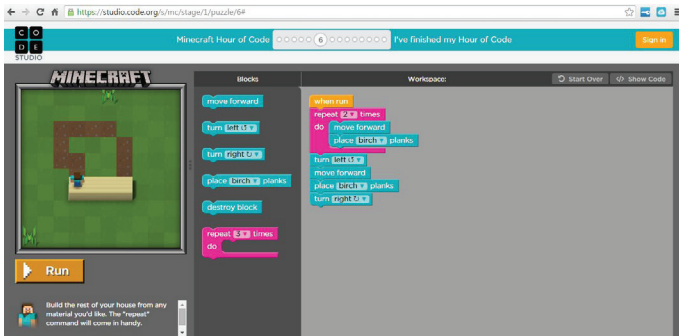 https://studio.code.org/s/mc/stage/1/puzzle/6#
C O
D E
STUDIO
Minecraft Hour of Code 6 I've finished my Hour of Code
Sign in
MINECRAFT
Blocks
Workspace:
Start Over
</> Show Code
move forward
turn left
turn right
place birch planks
destroy block
repeat 3 times
do
when run
repeat 2 times
do move forward
place birch planks
turn left
move forward
place birch planks
turn right
Run
Build the rest of your house from any
material you'd like. The "repeat"
command will come in handy.